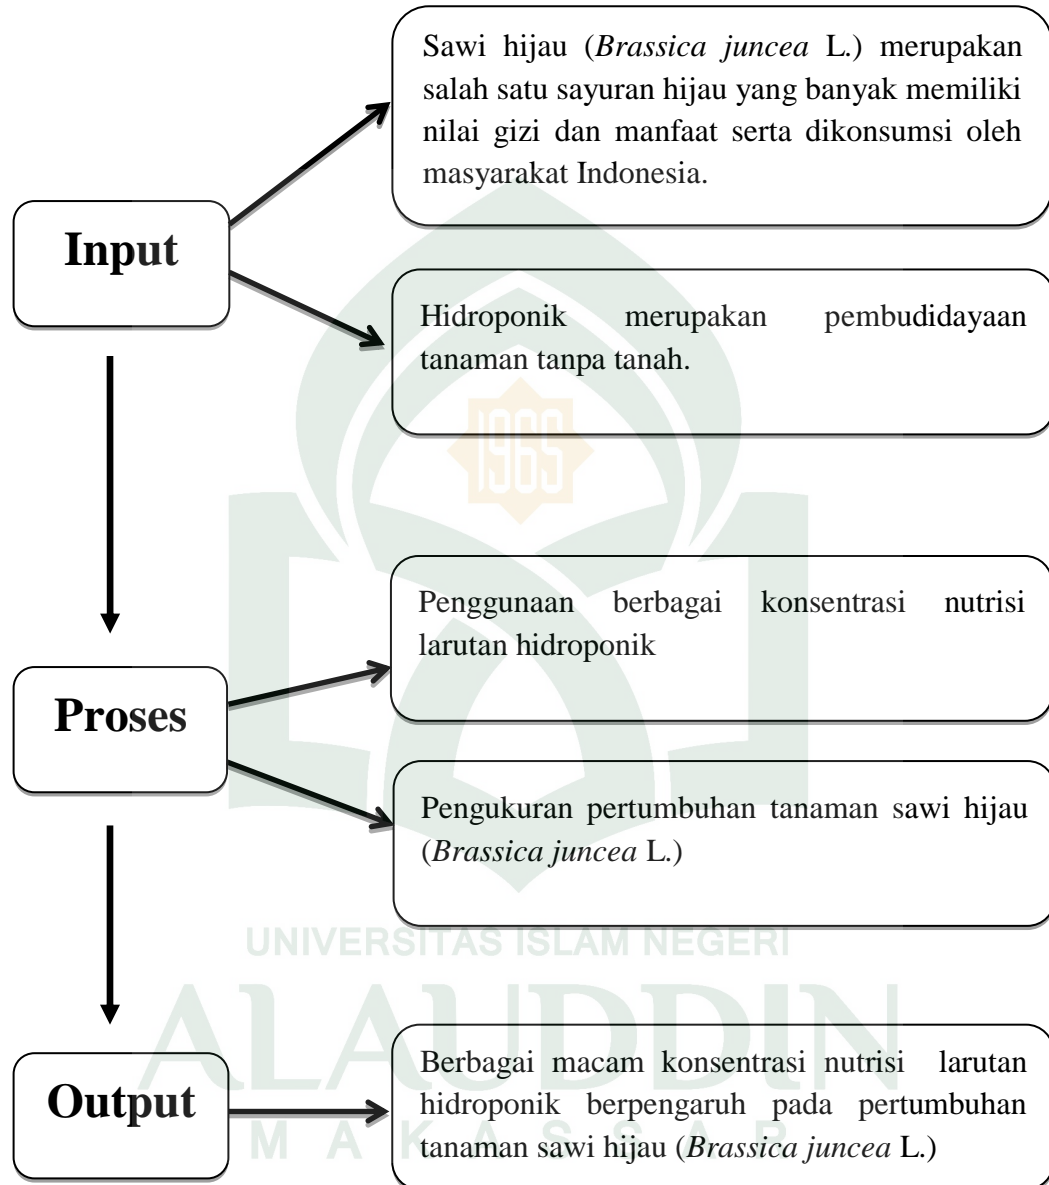 Sawi hijau (Brassica juncea L.) merupakan
salah satu sayuran hijau yang banyak memiliki
nilai gizi dan manfaat serta dikonsumsi oleh
masyarakat Indonesia.
Input
Hidroponik merupakan pembudidayaan
tanaman tanpa tanah.
1965
Penggunaan berbagai konsentrasi nutrisi
larutan hidroponik
Proses
Pengukuran pertumbuhan tanaman sawi hijau
(Brassica juncea L.)
UNIVERSITAS ISLAM NEGERI
ALAUDDIN
MAKASSAR
Output
Berbagai macam konsentrasi nutrisi larutan
hidroponik berpengaruh pada pertumbuhan
tanaman sawi hijau (Brassica juncea L.)